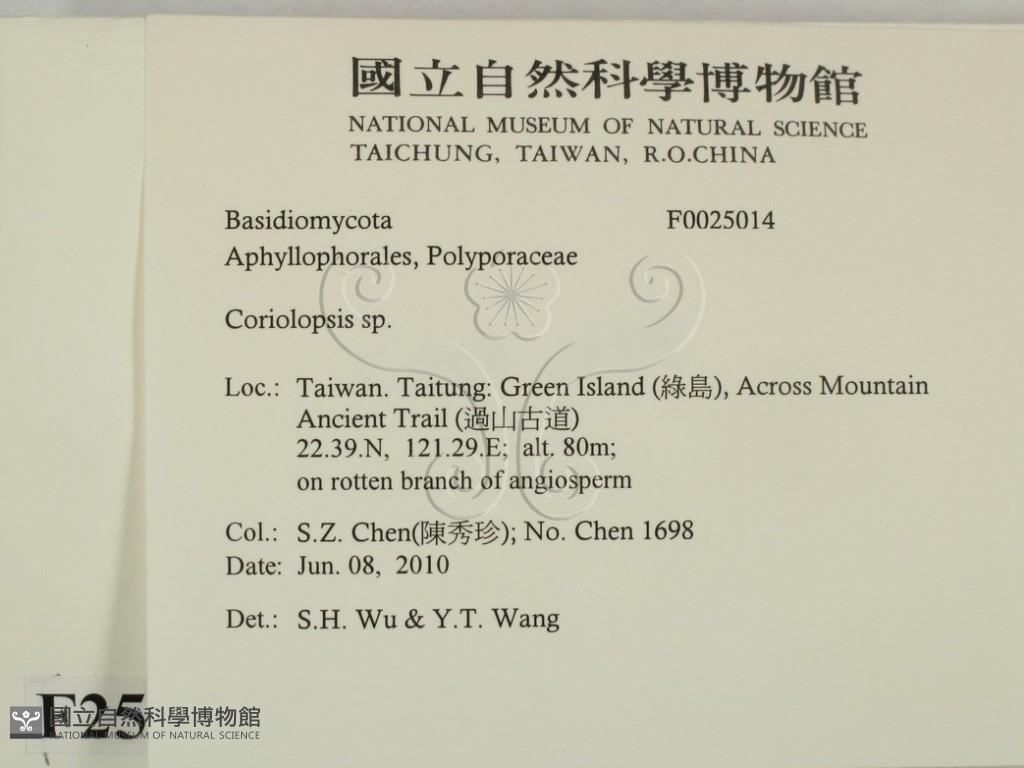 國立自然科學博物館
NATIONAL MUSEUM OF NATURAL SCIENCE
TAICHUNG, TAIWAN, R.O.CHINA
Basidiomycota F0025014
Aphyllophorales, Polyporaceae
Coriolopsis sp.
Loc.: Taiwan. Taitung: Green Island (綠島), Across Mountain
Ancient Trail (過山古道)
22.39.N, 121.29.E; alt. 80m;
on rotten branch of angiosperm
Col.: S.Z. Chen(陳秀珍); No. Chen 1698
Date: Jun. 08, 2010
Det.: S.H. Wu & Y.T. Wang
F25
國立自然科學博物館
NATIONAL MUSEUM OF NATURAL SCIENCE